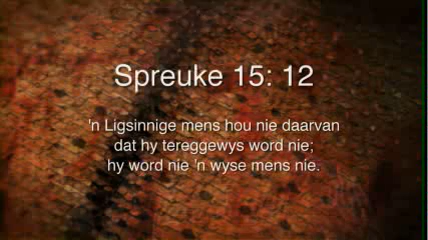 Spreuke 15: 12
'n Ligsinnige mens hou nie daarvan
dat hy tereggewys word nie;
hy word nie 'n wyse mens nie.